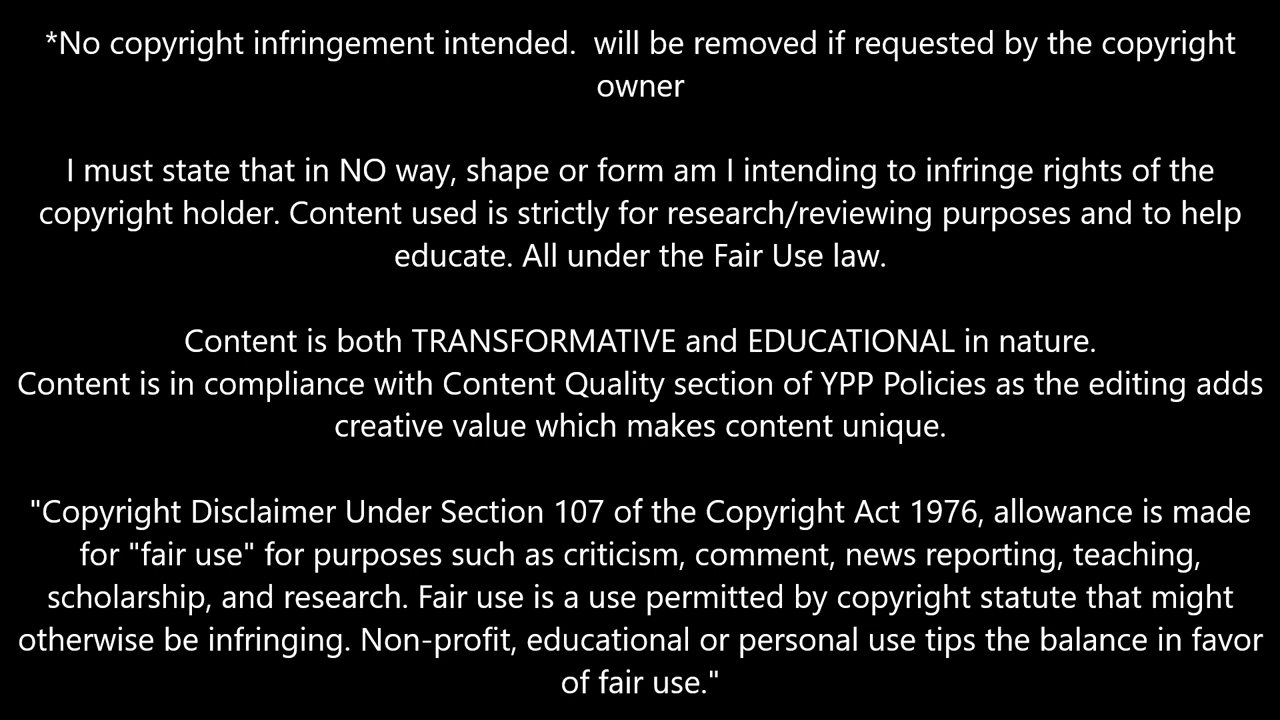 *No copyright infringement intended.  will be removed if requested by the copyright
owner
I must state that in NO way, shape or form am I intending to infringe rights of the
copyright holder. Content used is strictly for research/reviewing purposes and to help
educate. All under the Fair Use law.
Content is both TRANSFORMATIVE and EDUCATIONAL in nature.
Content is in compliance with Content Quality section of YPP Policies as the editing adds
creative value which makes content unique.
"Copyright Disclaimer Under Section 107 of the Copyright Act 1976, allowance is made
for "fair use" for purposes such as criticism, comment, news reporting, teaching,
scholarship, and research. Fair use is a use permitted by copyright statute that might
otherwise be infringing. Non-profit, educational or personal use tips the balance in favor
of fair use."